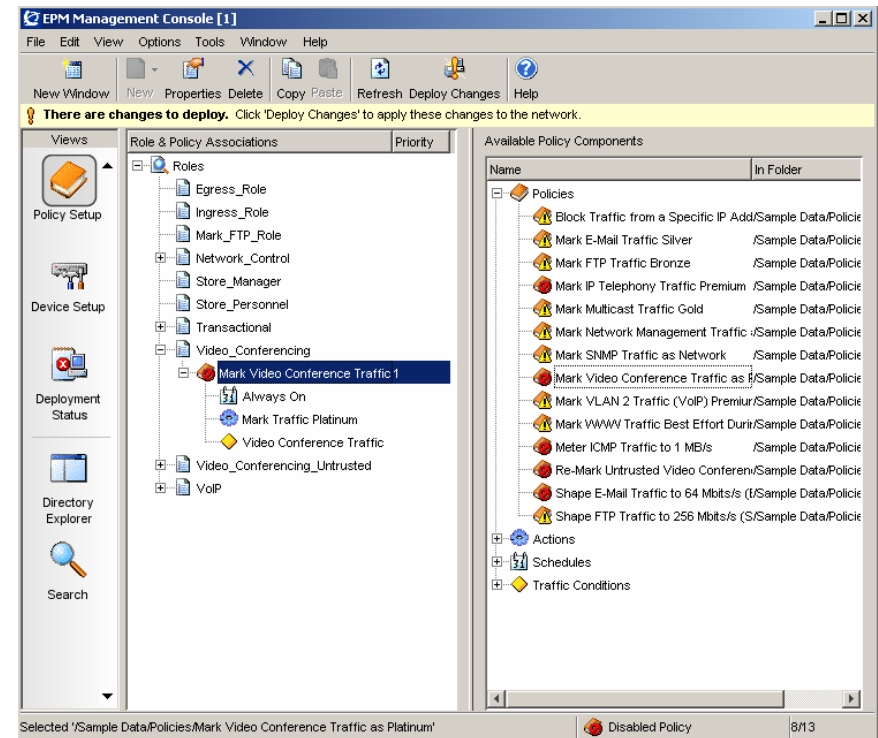 EPM Management Console [1]
File Edit View Options Tools Window Help
New Window New Properties Delete Copy Paste Refresh Deploy Changes Help
There are changes to deploy. Click 'Deploy Changes' to apply these changes to the network.
Views
Policy Setup
Device Setup
Deployment Status
Directory Explorer
Search
Role & Policy Associations Priority
Roles
Egress_Role
Ingress_Role
Mark_FTP_Role
Network_Control
Store_Manager
Store_Personnel
Transactional
Video_Conferencing
Mark Video Conference Traffic 1
Always On
Mark Traffic Platinum
Video Conference Traffic
Video_Conferencing_Untrusted
VoIP
Available Policy Components
Name In Folder
Policies
Block Traffic from a Specific IP Add /Sample Data/Policie
Mark E-Mail Traffic Silver /Sample Data/Policie
Mark FTP Traffic Bronze /Sample Data/Policie
Mark IP Telephony Traffic Premium /Sample Data/Policie
Mark Multicast Traffic Gold /Sample Data/Policie
Mark Network Management Traffic /Sample Data/Policie
Mark SNMP Traffic as Network /Sample Data/Policie
Mark Video Conference Traffic as /Sample Data/Policie
Mark VLAN 2 Traffic (VoIP) Premiur /Sample Data/Policie
Mark WWW Traffic Best Effort Durin /Sample Data/Policie
Meter ICMP Traffic to 1 MB/s /Sample Data/Policie
Re-Mark Untrusted Video Conferen /Sample Data/Policie
Shape E-Mail Traffic to 64 Mbits/s /Sample Data/Policie
Shape FTP Traffic to 256 Mbits/s (S /Sample Data/Policie
Actions
31 Schedules
Traffic Conditions
Selected '/Sample Data/Policies/Mark Video Conference Traffic as Platinum' Disabled Policy 8/13